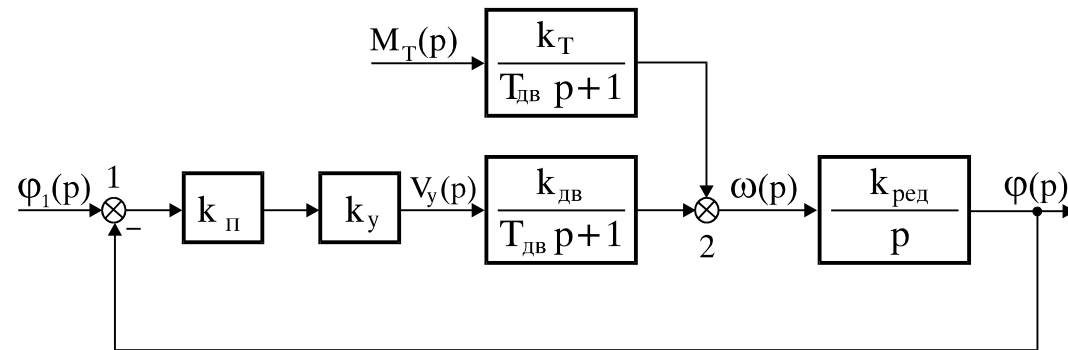 M_T(p)
k_T
T_дв p+1
φ_1(p)
1
–
k_п
k_у
V_у(p)
k_дв
T_дв p+1
2
ω(p)
k_ред
p
φ(p)